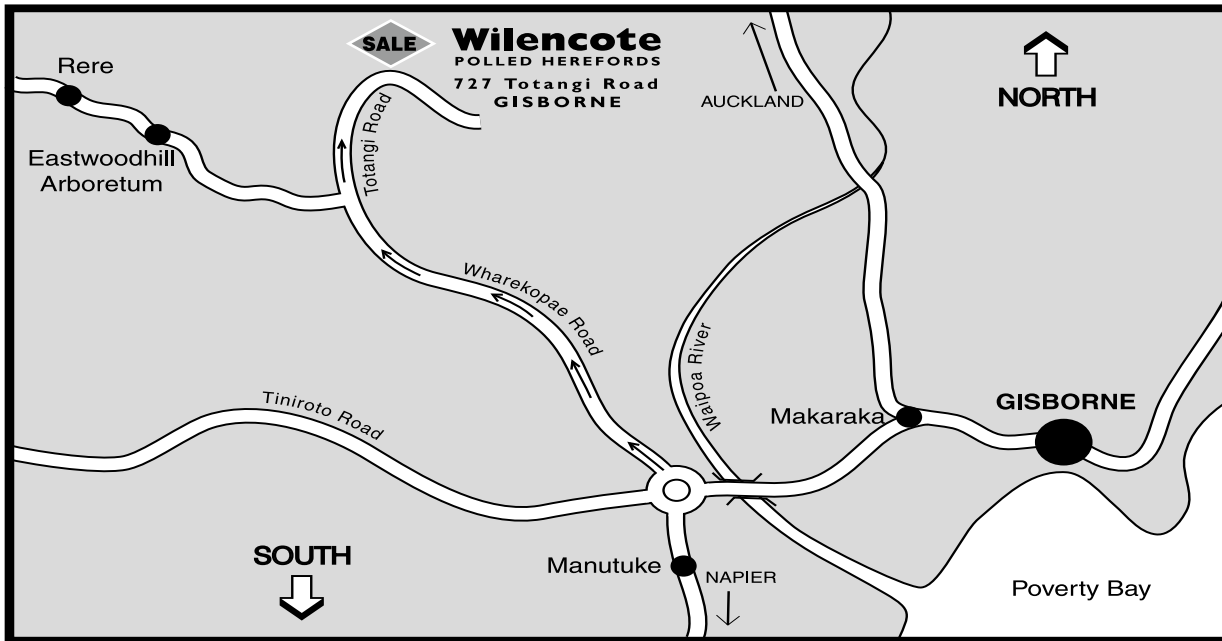 SALE
Wilencote
POLLED HEREFORDS
727 Totangi Road
GISBORNE
Rere
Eastwoodhill
Arboretum
Totangi Road
AUCKLAND
NORTH
Wharekopae Road
Waipoa River
Tiniroto Road
Makaraka
GISBORNE
SOUTH
Manutuke
NAPIER
Poverty Bay